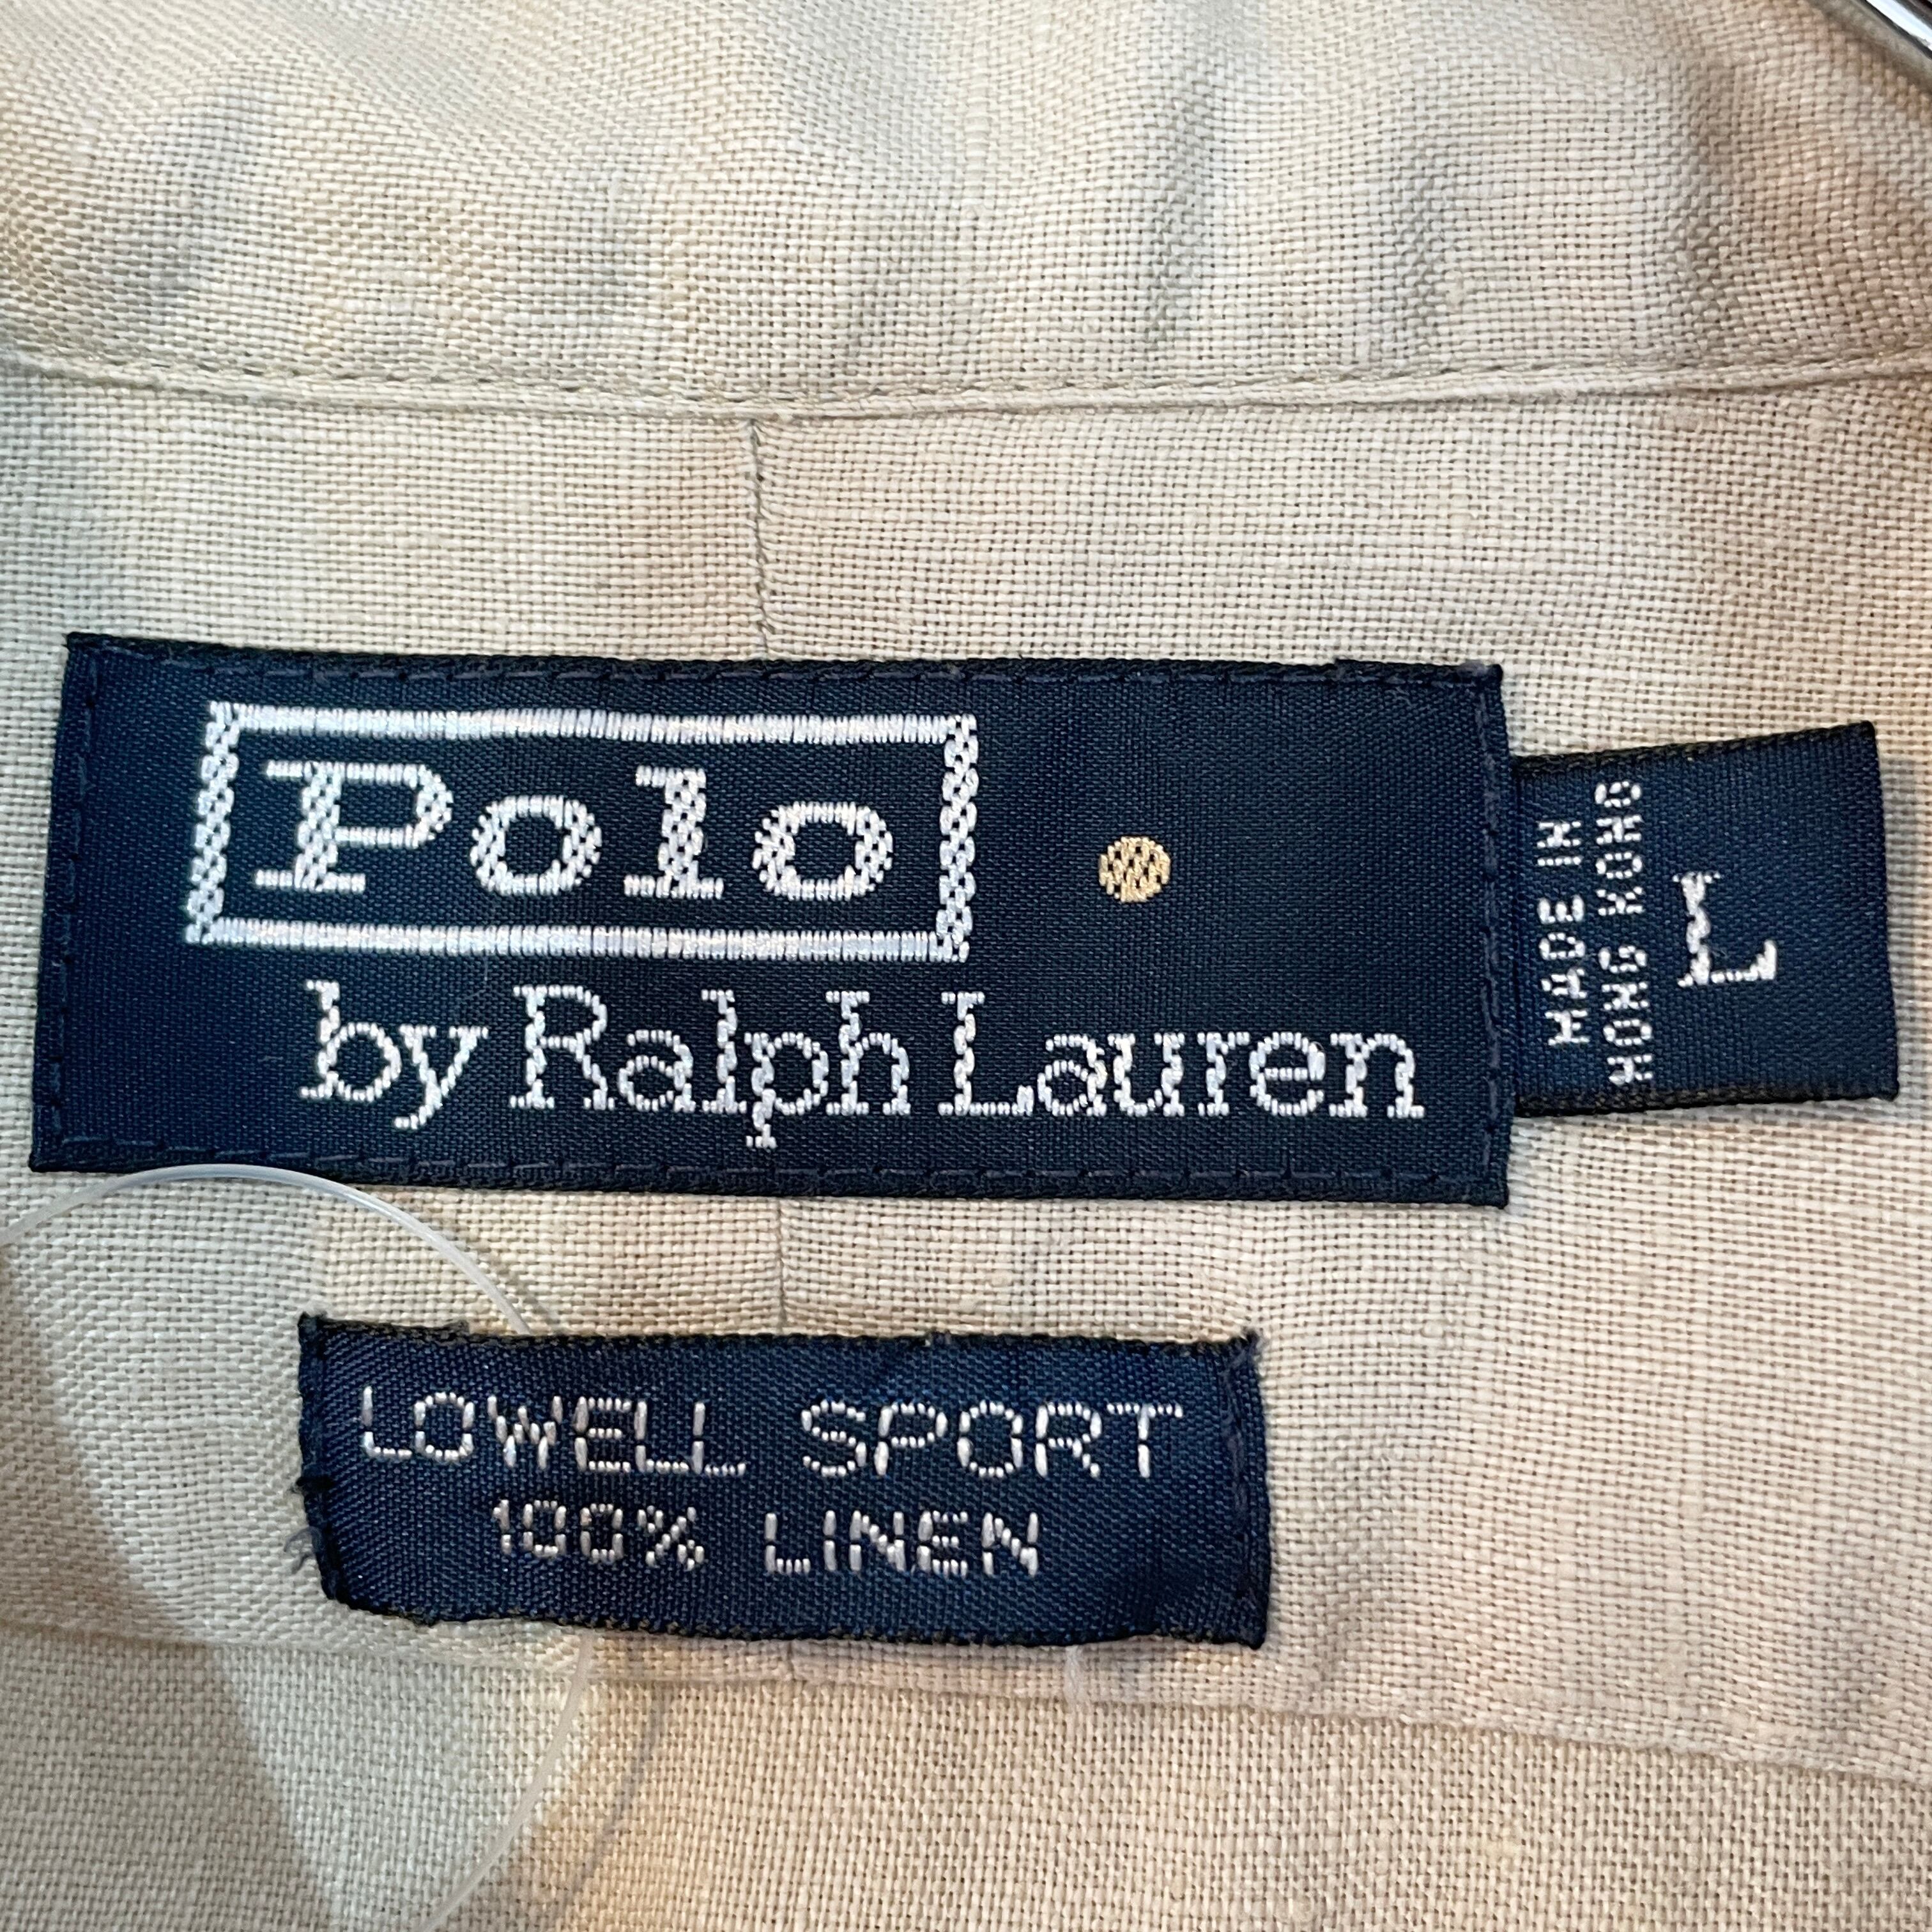 Polo
by Ralph Lauren
MADE IN
HONG KONG
L
LOWELL SPORT
100% LINEN